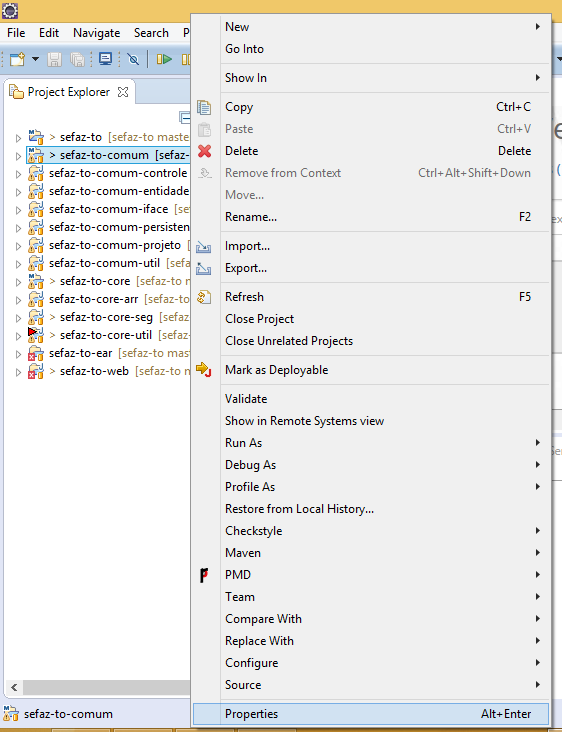 File Edit Navigate Search P
Project Explorer
> sefaz-to [sefaz-to maste
> sefaz-to-comum [sefaz-
sefaz-to-comum-controle
sefaz-to-comum-entidade
sefaz-to-comum-iface [se
sefaz-to-comum-persisten
sefaz-to-comum-projeto [
sefaz-to-comum-util [sefa
> sefaz-to-core [sefaz-to n
sefaz-to-core-arr [sefaz-to
> sefaz-to-core-seg [sefaz-
> sefaz-to-core-util [sefaz-
sefaz-to-ear [sefaz-to mas
> sefaz-to-web [sefaz-to n
sefaz-to-comum
New
Go Into
Show In
Copy Ctrl+C
Paste Ctrl+V
Delete Delete
Remove from Context Ctrl+Alt+Shift+Down
Move...
Rename... F2
Import...
Export...
Refresh F5
Close Project
Close Unrelated Projects
Mark as Deployable
Validate
Show in Remote Systems view
Run As
Debug As
Profile As
Restore from Local History...
Checkstyle
Maven
PMD
Team
Compare With
Replace With
Configure
Source
Properties Alt+Enter